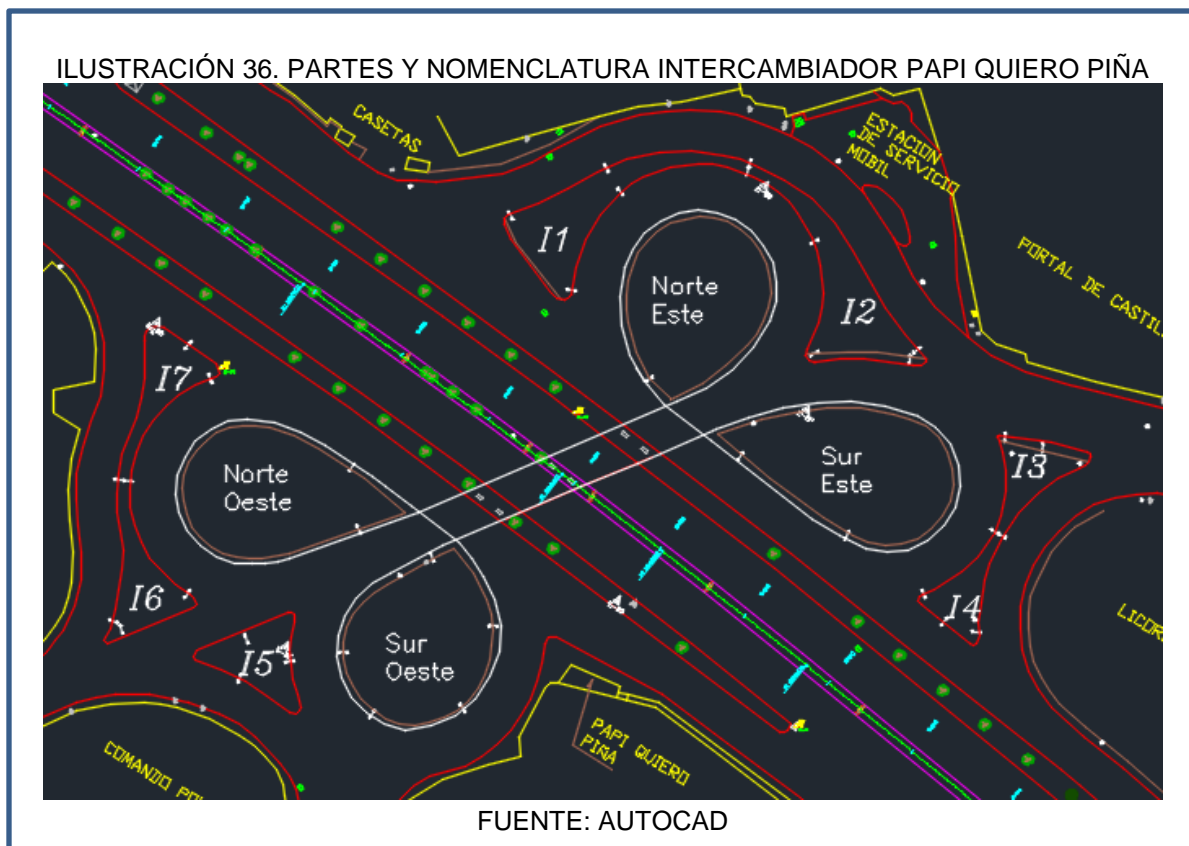 ILUSTRACIÓN 36. PARTES Y NOMENCLATURA INTERCAMBIADOR PAPI QUIERO PIÑA
CASETAS
ESTACION
DE SERVICIO
MOBIL
I1
Norte
Este
PORTAL DE CASTIL
I2
I7
Norte
Oeste
Sur
Este
I3
I6
I4
LICOR
I5
Sur
Oeste
PAPI QUIERO
PIÑA
COMANDO
FUENTE: AUTOCAD